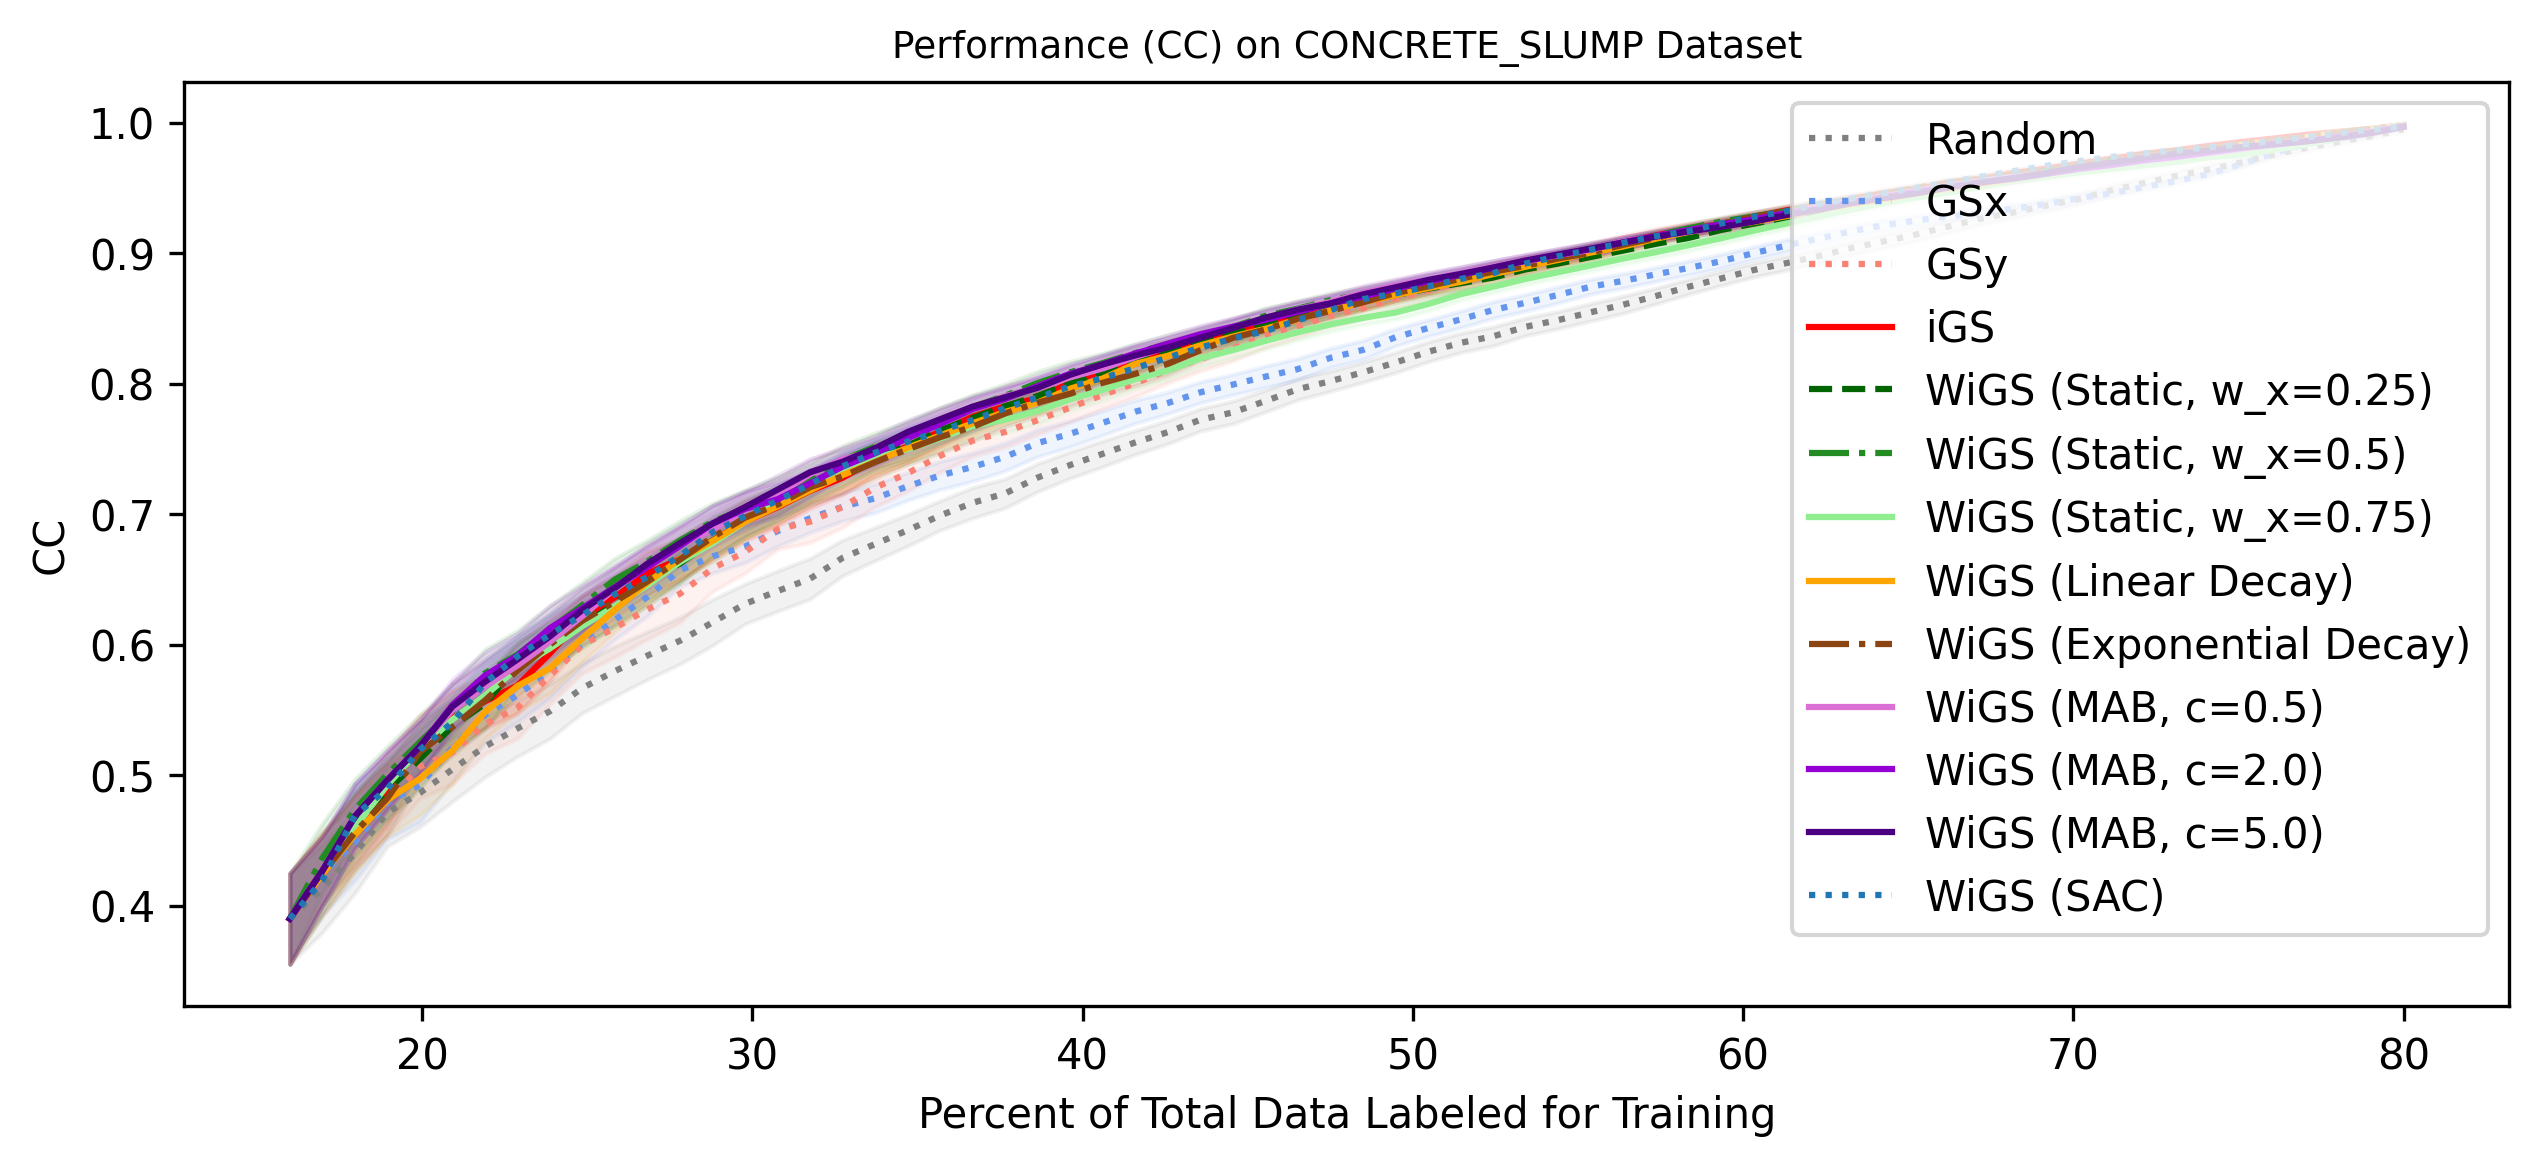 Performance (CC) on CONCRETE_SLUMP Dataset
CC
1.0
0.9
0.8
0.7
0.6
0.5
0.4
20
30
40
50
60
70
80
Percent of Total Data Labeled for Training
Random
GSx
GSy
iGS
WiGS (Static, w_x=0.25)
WiGS (Static, w_x=0.5)
WiGS (Static, w_x=0.75)
WiGS (Linear Decay)
WiGS (Exponential Decay)
WiGS (MAB, c=0.5)
WiGS (MAB, c=2.0)
WiGS (MAB, c=5.0)
WiGS (SAC)